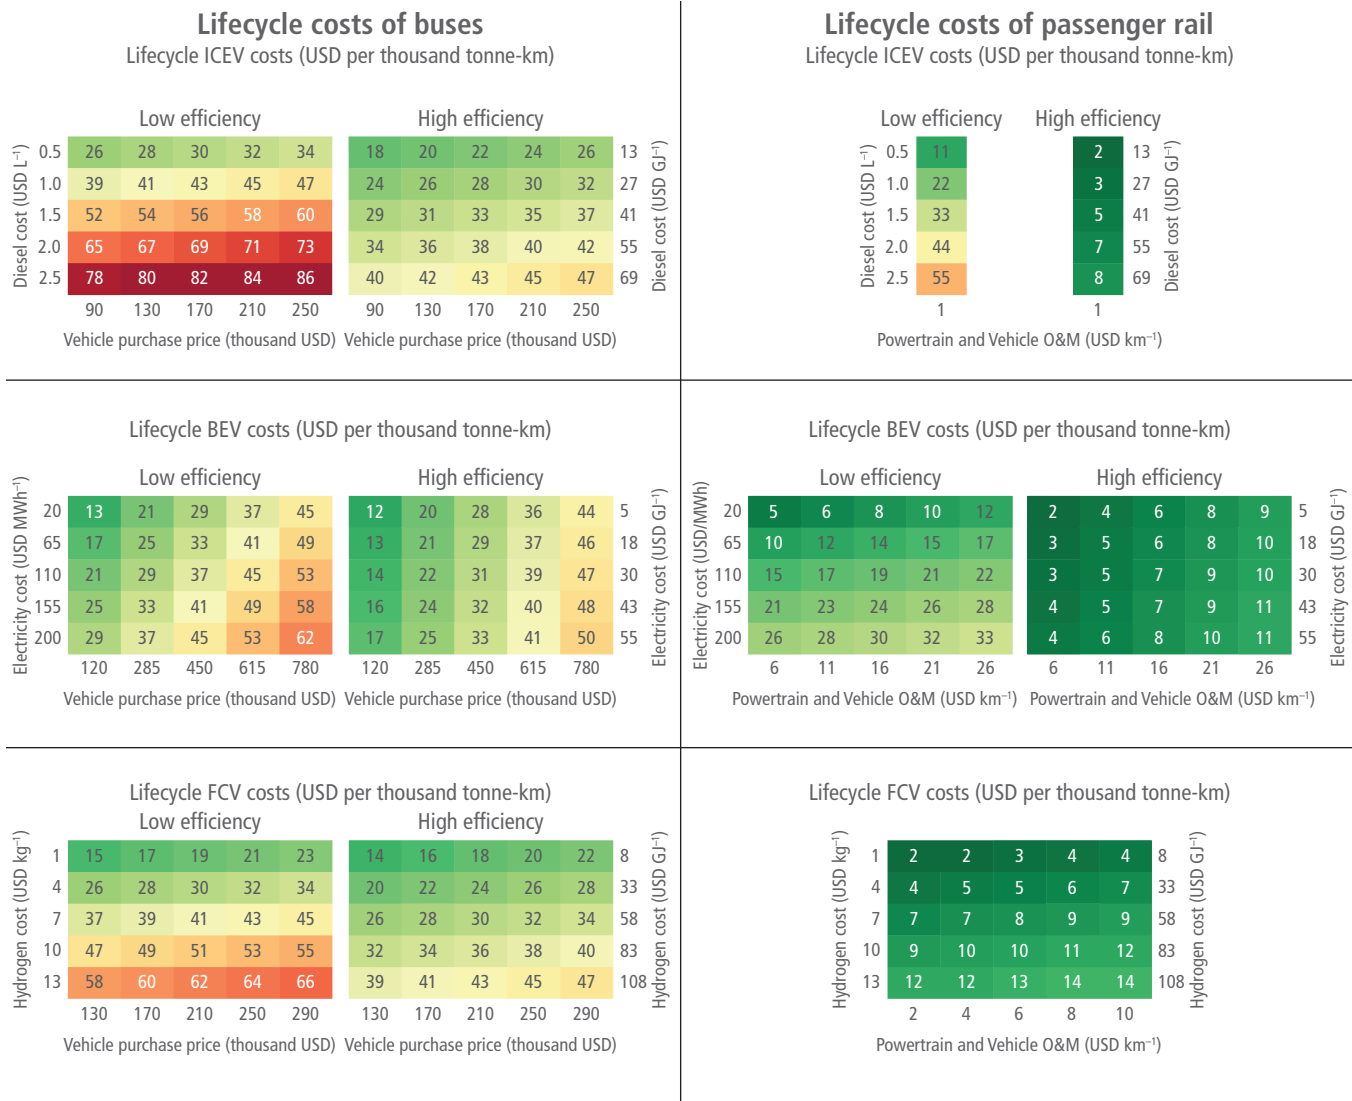 Lifecycle costs of buses
Lifecycle ICEV costs (USD per thousand tonne-km)
Low efficiency High efficiency
Diesel cost (USD L⁻¹)
0.5 26 28 30 32 34 18 20 22 24 26 13
1.0 39 41 43 45 47 24 26 28 30 32 27
1.5 52 54 56 58 60 29 31 33 35 37 41
2.0 65 67 69 71 73 34 36 38 40 42 55
2.5 78 80 82 84 86 40 42 43 45 47 69
Diesel cost (USD GJ⁻¹)
90 130 170 210 250 90 130 170 210 250
Vehicle purchase price (thousand USD) Vehicle purchase price (thousand USD)
Lifecycle costs of passenger rail
Lifecycle ICEV costs (USD per thousand tonne-km)
Low efficiency High efficiency
Diesel cost (USD L⁻¹)
0.5 11 2 13
1.0 22 3 27
1.5 33 5 41
2.0 44 7 55
2.5 55 8 69
Diesel cost (USD GJ⁻¹)
1 1
Powertrain and Vehicle O&M (USD km⁻¹)
Lifecycle BEV costs (USD per thousand tonne-km)
Low efficiency High efficiency
Electricity cost (USD MWh⁻¹)
20 13 21 29 37 45 12 20 28 36 44 5
65 17 25 33 41 49 13 21 29 37 46 18
110 21 29 37 45 53 14 22 31 39 47 30
155 25 33 41 49 58 16 24 32 40 48 43
200 29 37 45 53 62 17 25 33 41 50 55
Electricity cost (USD GJ⁻¹)
120 285 450 615 780 120 285 450 615 780
Vehicle purchase price (thousand USD) Vehicle purchase price (thousand USD)
Lifecycle BEV costs (USD per thousand tonne-km)
Low efficiency High efficiency
Electricity cost (USD/MWh)
20 5 6 8 10 12 2 4 6 8 9 5
65 10 12 14 15 17 3 5 6 8 10 18
110 15 17 19 21 22 3 5 7 9 10 30
155 21 23 24 26 28 4 5 7 9 11 43
200 26 28 30 32 33 4 6 8 10 11 55
Electricity cost (USD GJ⁻¹)
6 11 16 21 26 6 11 16 21 26
Powertrain and Vehicle O&M (USD km⁻¹) Powertrain and Vehicle O&M (USD km⁻¹)
Lifecycle FCV costs (USD per thousand tonne-km)
Low efficiency High efficiency
Hydrogen cost (USD kg⁻¹)
1 15 17 19 21 23 14 16 18 20 22 8
4 26 28 30 32 34 20 22 24 26 28 33
7 37 39 41 43 45 26 28 30 32 34 58
10 47 49 51 53 55 32 34 36 38 40 83
13 58 60 62 64 66 39 41 43 45 47 108
Hydrogen cost (USD GJ⁻¹)
130 170 210 250 290 130 170 210 250 290
Vehicle purchase price (thousand USD) Vehicle purchase price (thousand USD)
Lifecycle FCV costs (USD per thousand tonne-km)
Hydrogen cost (USD kg⁻¹)
1 2 2 3 4 4 8
4 4 5 5 6 7 33
7 7 7 8 9 9 58
10 9 10 10 11 12 83
13 12 12 13 14 14 108
Hydrogen cost (USD GJ⁻¹)
2 4 6 8 10
Powertrain and Vehicle O&M (USD km⁻¹)